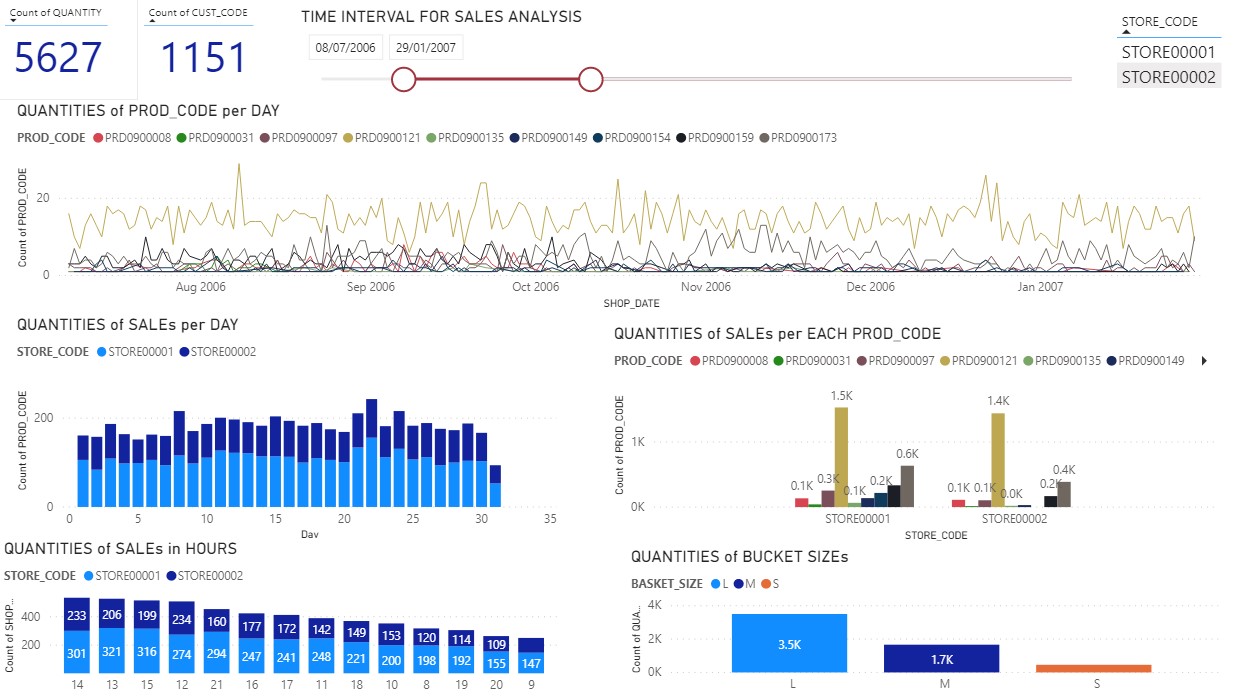 Count of QUANTITY
5627
Count of CUST_CODE
1151
TIME INTERVAL FOR SALES ANALYSIS
08/07/2006 29/01/2007
STORE_CODE
STORE00001
STORE00002
QUANTITIES of PROD_CODE per DAY
PROD_CODE PRD0900008 PRD0900031 PRD0900097 PRD0900121 PRD0900135 PRD0900149 PRD0900154 PRD0900159 PRD0900173
Count of PROD_CODE
20
0
Aug 2006 Sep 2006 Oct 2006 Nov 2006 Dec 2006 Jan 2007
SHOP_DATE
QUANTITIES of SALEs per DAY
STORE_CODE STORE00001 STORE00002
Count of PROD_CODE
200
0
0 5 10 15 20 25 30 35
Day
QUANTITIES of SALEs per EACH PROD_CODE
PROD_CODE PRD0900008 PRD0900031 PRD0900097 PRD0900121 PRD0900135 PRD0900149
Count of PROD_CODE
1K
0K
0.1K 0.3K 1.5K 0.1K 0.2K 0.6K
0.1K 0.1K 1.4K 0.0K 0.2K 0.4K
STORE00001 STORE00002
STORE_CODE
QUANTITIES of SALEs in HOURS
STORE_CODE STORE00001 STORE00002
Count of SHOP_...
400
200
233 206 199 234 160 177 172 142 149 153 120 114 109
301 321 316 274 294 247 241 248 221 200 198 192 155 147
14 13 15 12 21 16 17 11 18 10 8 19 20 9
QUANTITIES of BUCKET SIZEs
BASKET_SIZE L M S
Count of QUA...
4K
2K
0K
3.5K
1.7K
L M S